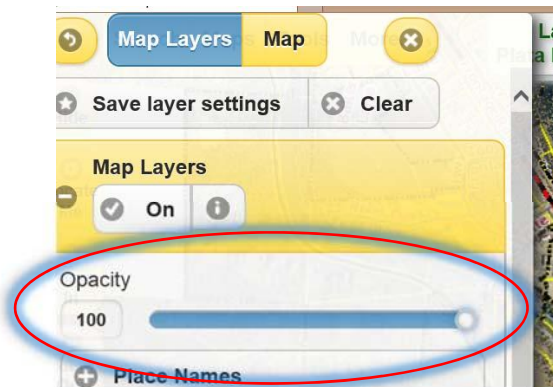 Map Layers Map
Save layer settings Clear
Map Layers
On
Opacity
100
Place Names